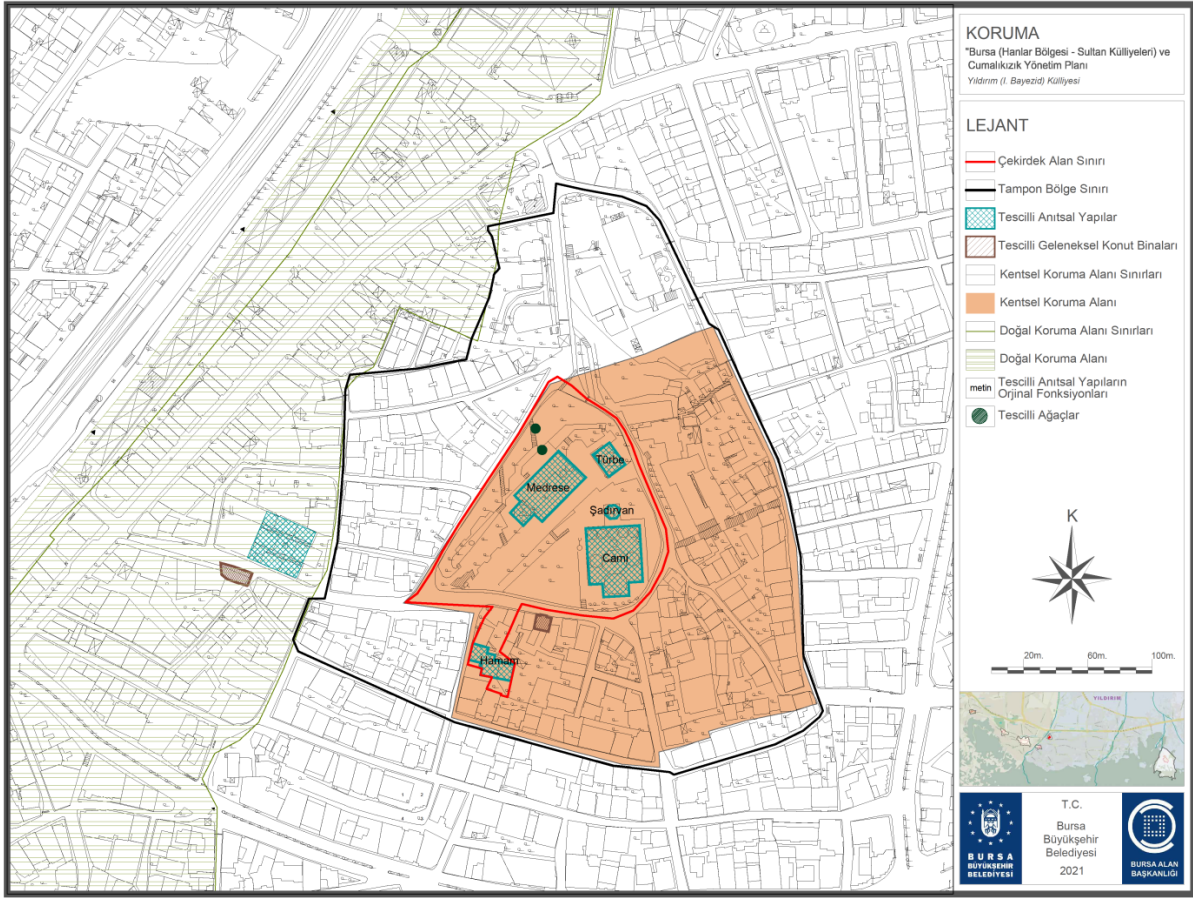 KORUMA
"Bursa (Hanlar Bölgesi - Sultan Külliyeleri) ve
Cumalıkızık Yönetim Planı
Yıldırım (I. Bayezid) Külliyesi
LEJANT
Çekirdek Alan Sınırı
Tampon Bölge Sınırı
Tescilli Anıtsal Yapılar
Tescilli Geleneksel Konut Binaları
Kentsel Koruma Alanı Sınırları
Kentsel Koruma Alanı
Doğal Koruma Alanı Sınırları
Doğal Koruma Alanı
metin Tescilli Anıtsal Yapıların
Orjinal Fonksiyonları
Tescilli Ağaçlar
Türbe
Medrese
Şadırvan
Cami
Hamam
K
20m. 60m. 100m.
YILDIRIM
BURSA
BÜYÜKŞEHİR
BELEDİYESİ
T.C.
Bursa
Büyükşehir
Belediyesi
2021
BURSA ALAN
BAŞKANLIĞI